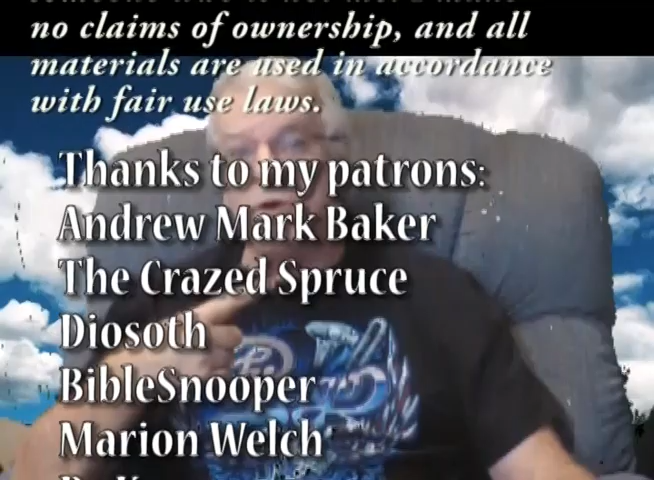 no claims of ownership, and all
materials are used in accordance
with fair use laws.
Thanks to my patrons:
Andrew Mark Baker
The Crazed Spruce
Diosoth
BibleSnooper
Marion Welch